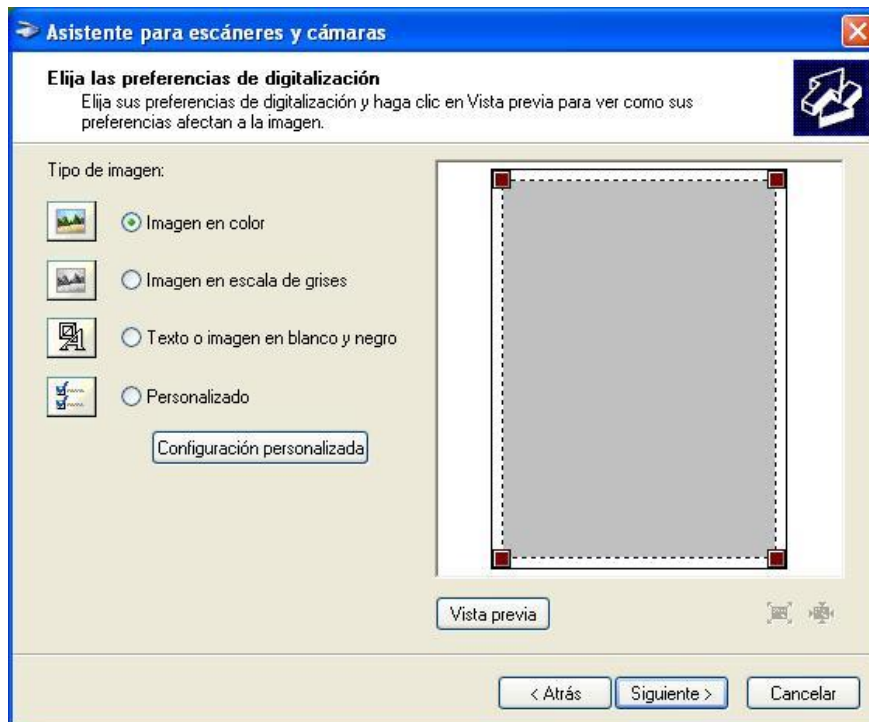 Asistente para escáneres y cámaras
Elija las preferencias de digitalización
Elija sus preferencias de digitalización y haga clic en Vista previa para ver como sus
preferencias afectan a la imagen.
Tipo de imagen:
Imagen en color
Imagen en escala de grises
Texto o imagen en blanco y negro
Personalizado
Configuración personalizada
Vista previa
< Atrás
Siguiente >
Cancelar